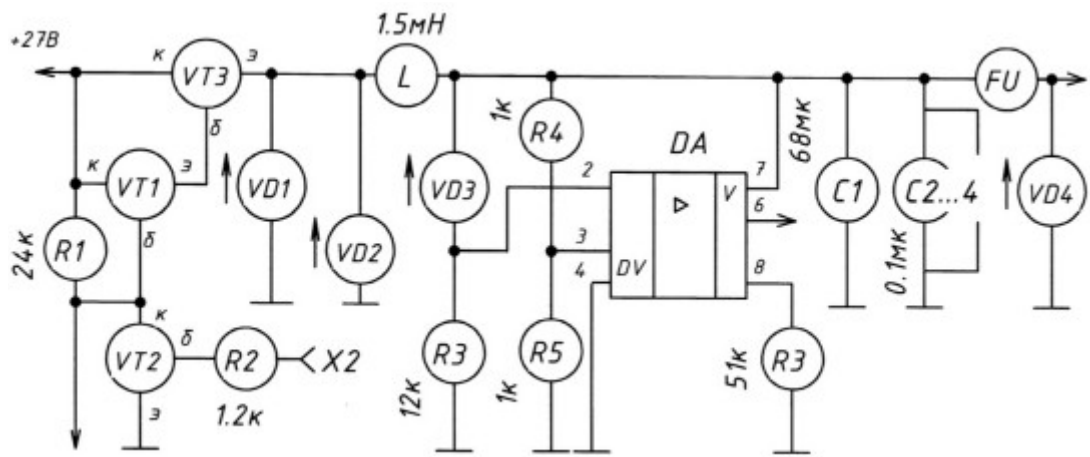 1.5мН
+27В
к
VT3
э
б
L
FU
1к
R4
68мк
DA
к
VT1
э
б
VD1
VD3
2
7
V
6
C1
C2...4
VD4
R1
24к
VD2
3
4
DV
8
0.1мк
к
VT2
б
R2
X2
э
1.2к
R3
12к
R5
1к
51к
R3